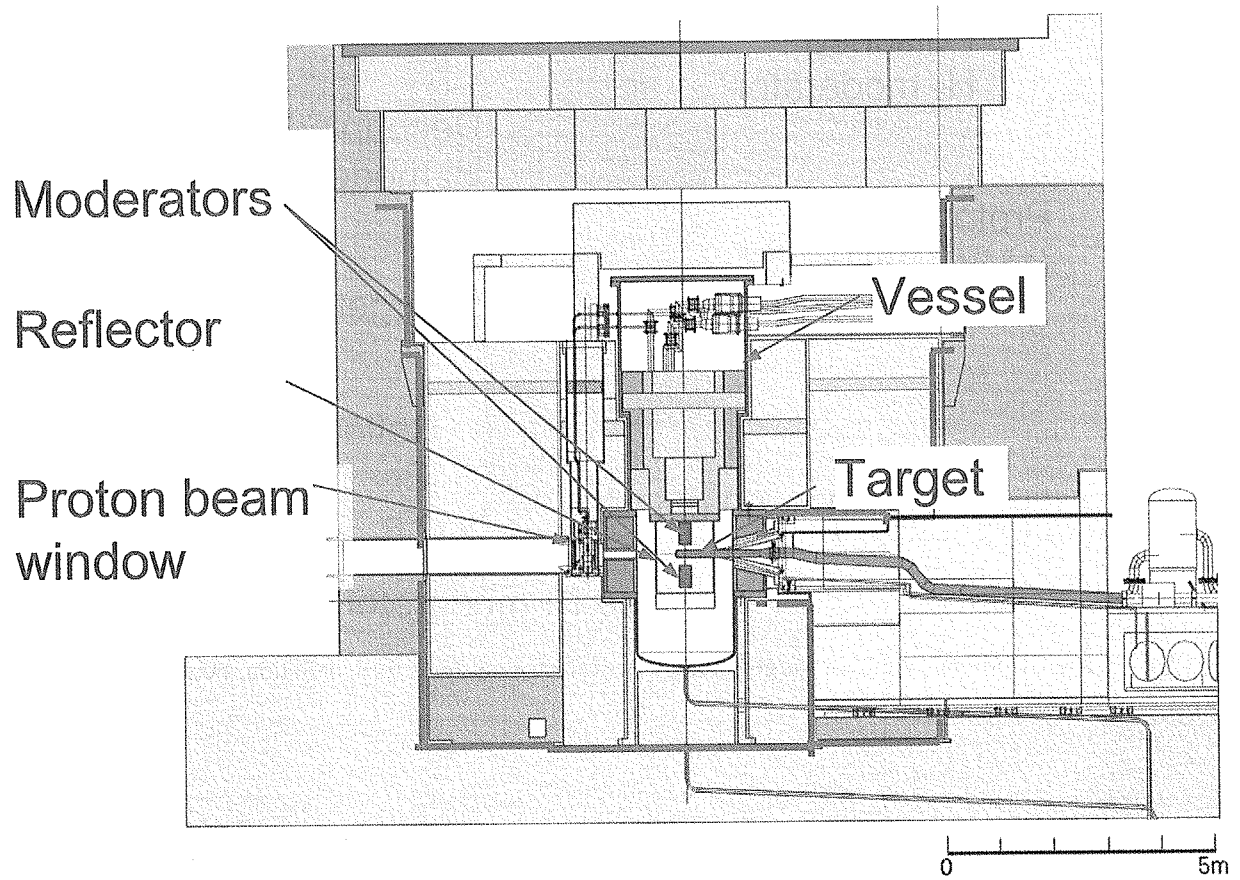 Moderators
Vessel
Reflector
Target
Proton beam
window
0 5m